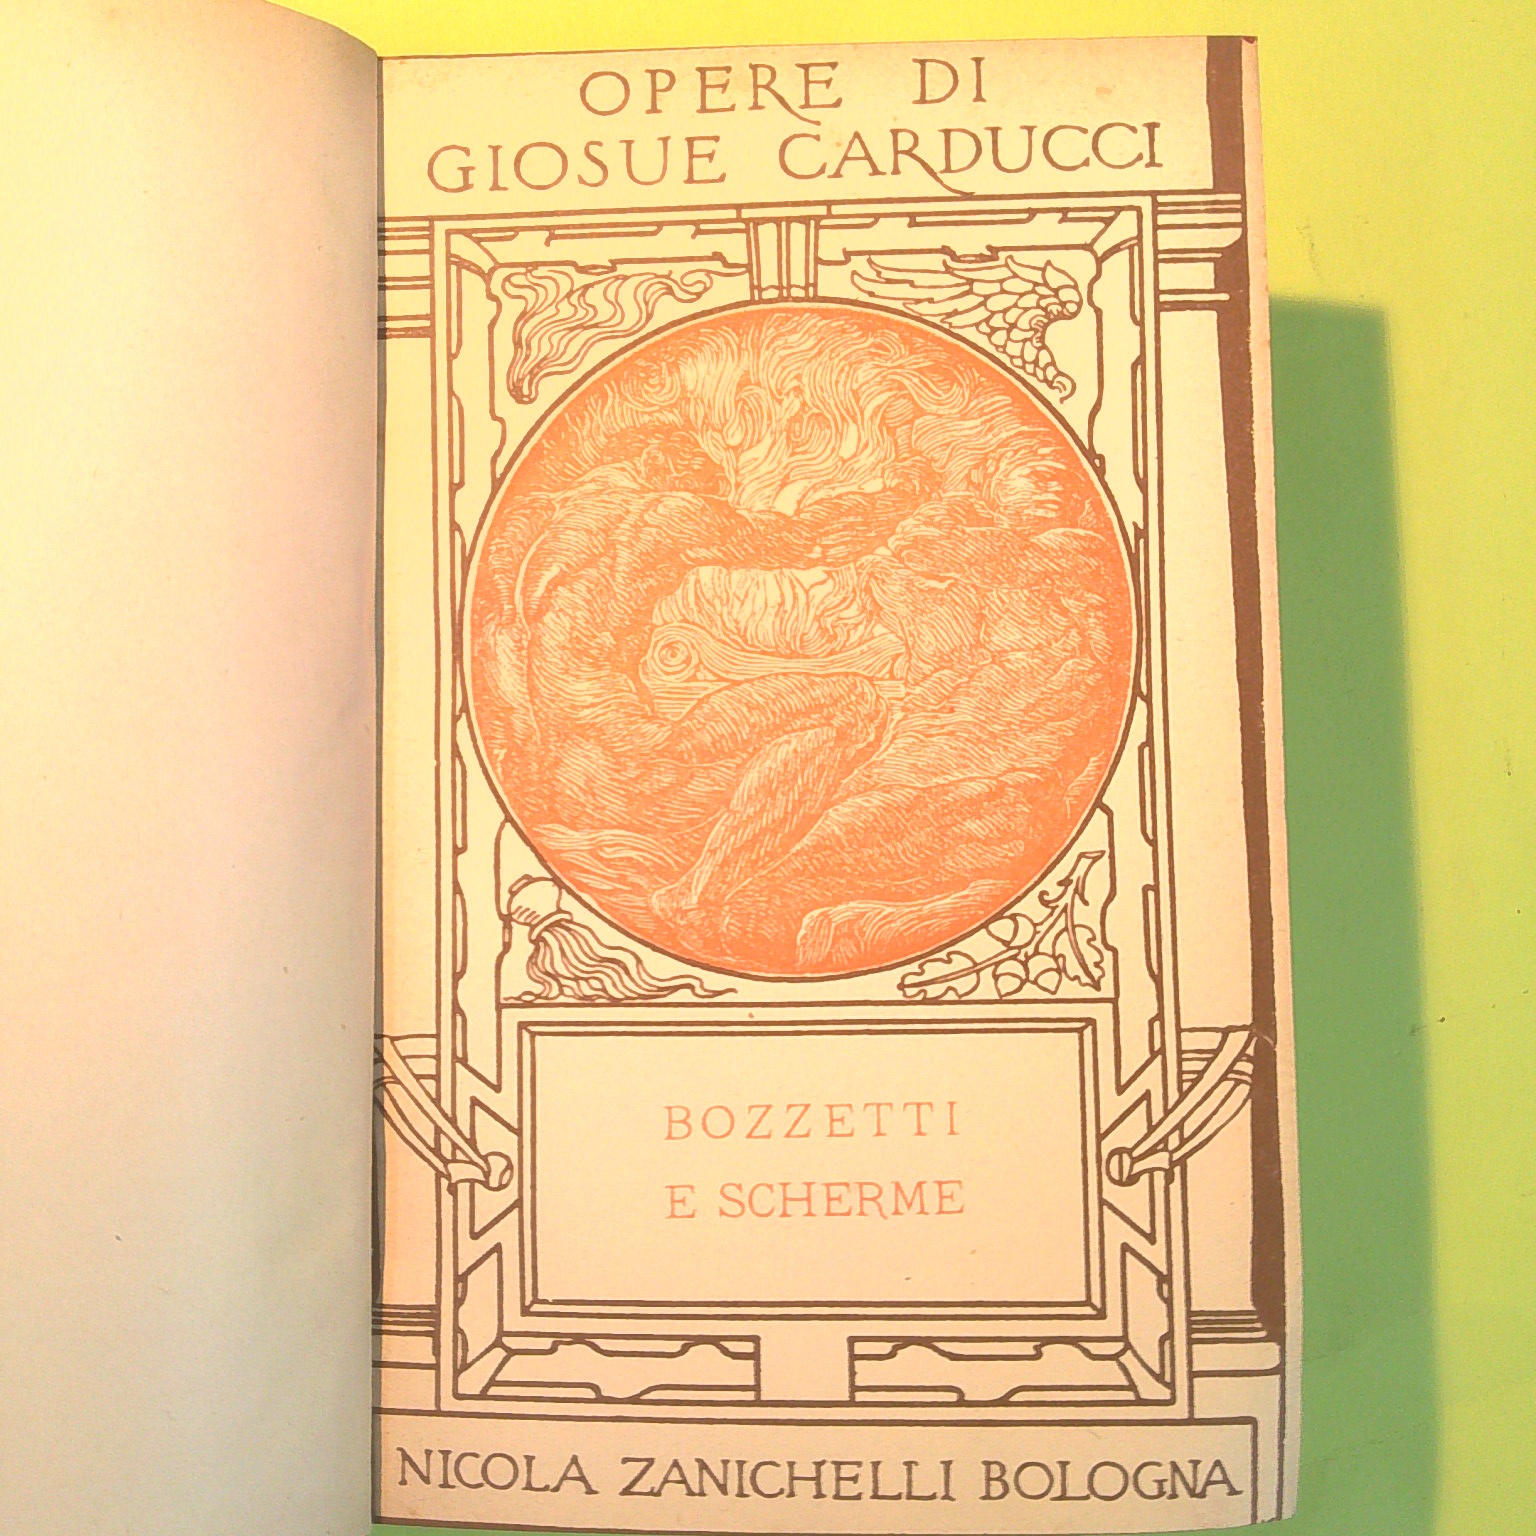 OPERE DI
GIOSUE CARDUCCI
BOZZETTI
E SCHERME
NICOLA ZANICHELLI BOLOGNA